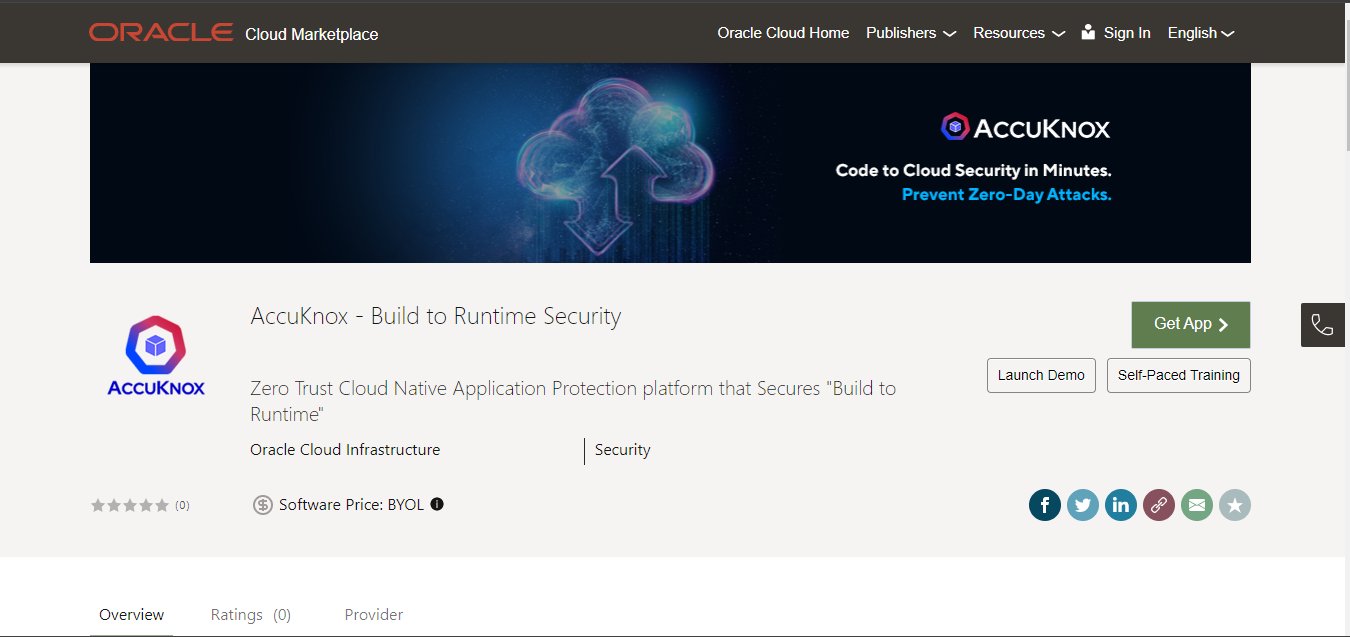 ORACLE Cloud Marketplace Oracle Cloud Home Publishers Resources Sign In English
ACCUKNOX
Code to Cloud Security in Minutes.
Prevent Zero-Day Attacks.
AccuKnox - Build to Runtime Security
Get App
ACCUKNOX
Zero Trust Cloud Native Application Protection platform that Secures "Build to
Runtime"
Launch Demo Self-Paced Training
Oracle Cloud Infrastructure Security
(0) Software Price: BYOL
Overview Ratings (0) Provider